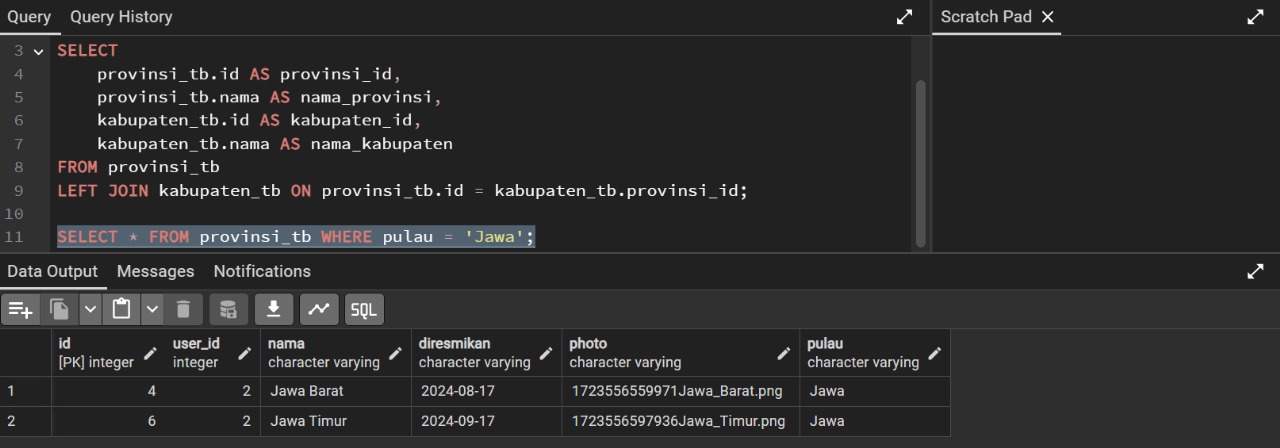 Query Query History
Scratch Pad
3 SELECT
4 provinsi_tb.id AS provinsi_id,
5 provinsi_tb.nama AS nama_provinsi,
6 kabupaten_tb.id AS kabupaten_id,
7 kabupaten_tb.nama AS nama_kabupaten
8 FROM provinsi_tb
9 LEFT JOIN kabupaten_tb ON provinsi_tb.id = kabupaten_tb.provinsi_id;
10
11 SELECT * FROM provinsi_tb WHERE pulau = 'Jawa';
Data Output Messages Notifications
SQL
id user_id nama diresmikan photo pulau
[PK] integer integer character varying character varying character varying character varying
1 4 2 Jawa Barat 2024-08-17 1723556559971Jawa_Barat.png Jawa
2 6 2 Jawa Timur 2024-09-17 1723556597936Jawa_Timur.png Jawa